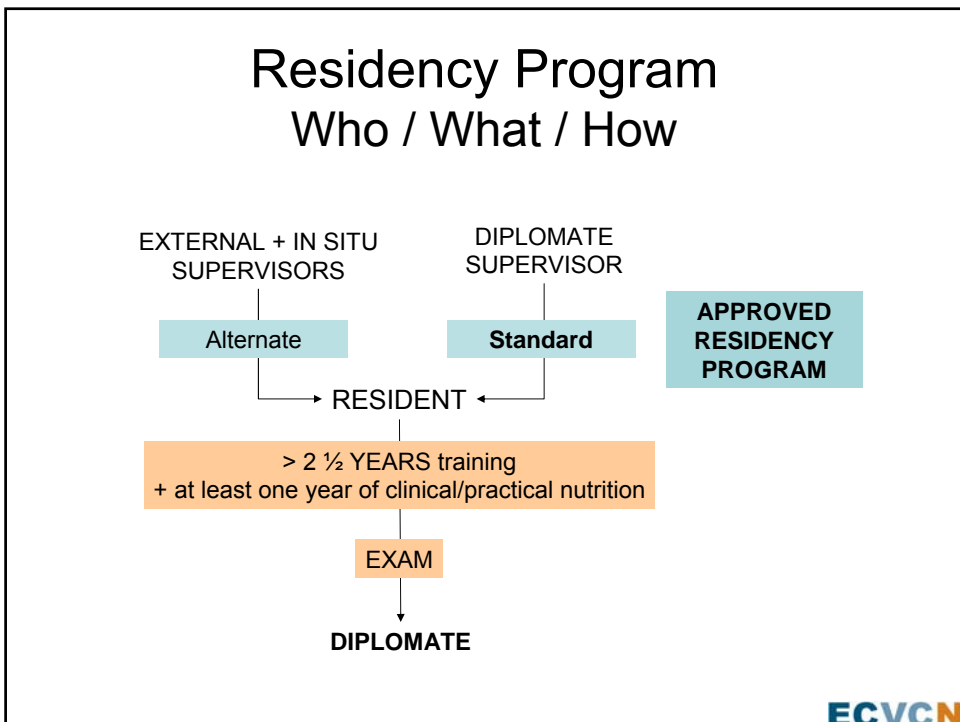 Residency Program
Who / What / How
EXTERNAL + IN SITU
SUPERVISORS
DIPLOMATE
SUPERVISOR
Alternate
Standard
APPROVED
RESIDENCY
PROGRAM
RESIDENT
> 2 ½ YEARS training
+ at least one year of clinical/practical nutrition
EXAM
DIPLOMATE
ECVCN